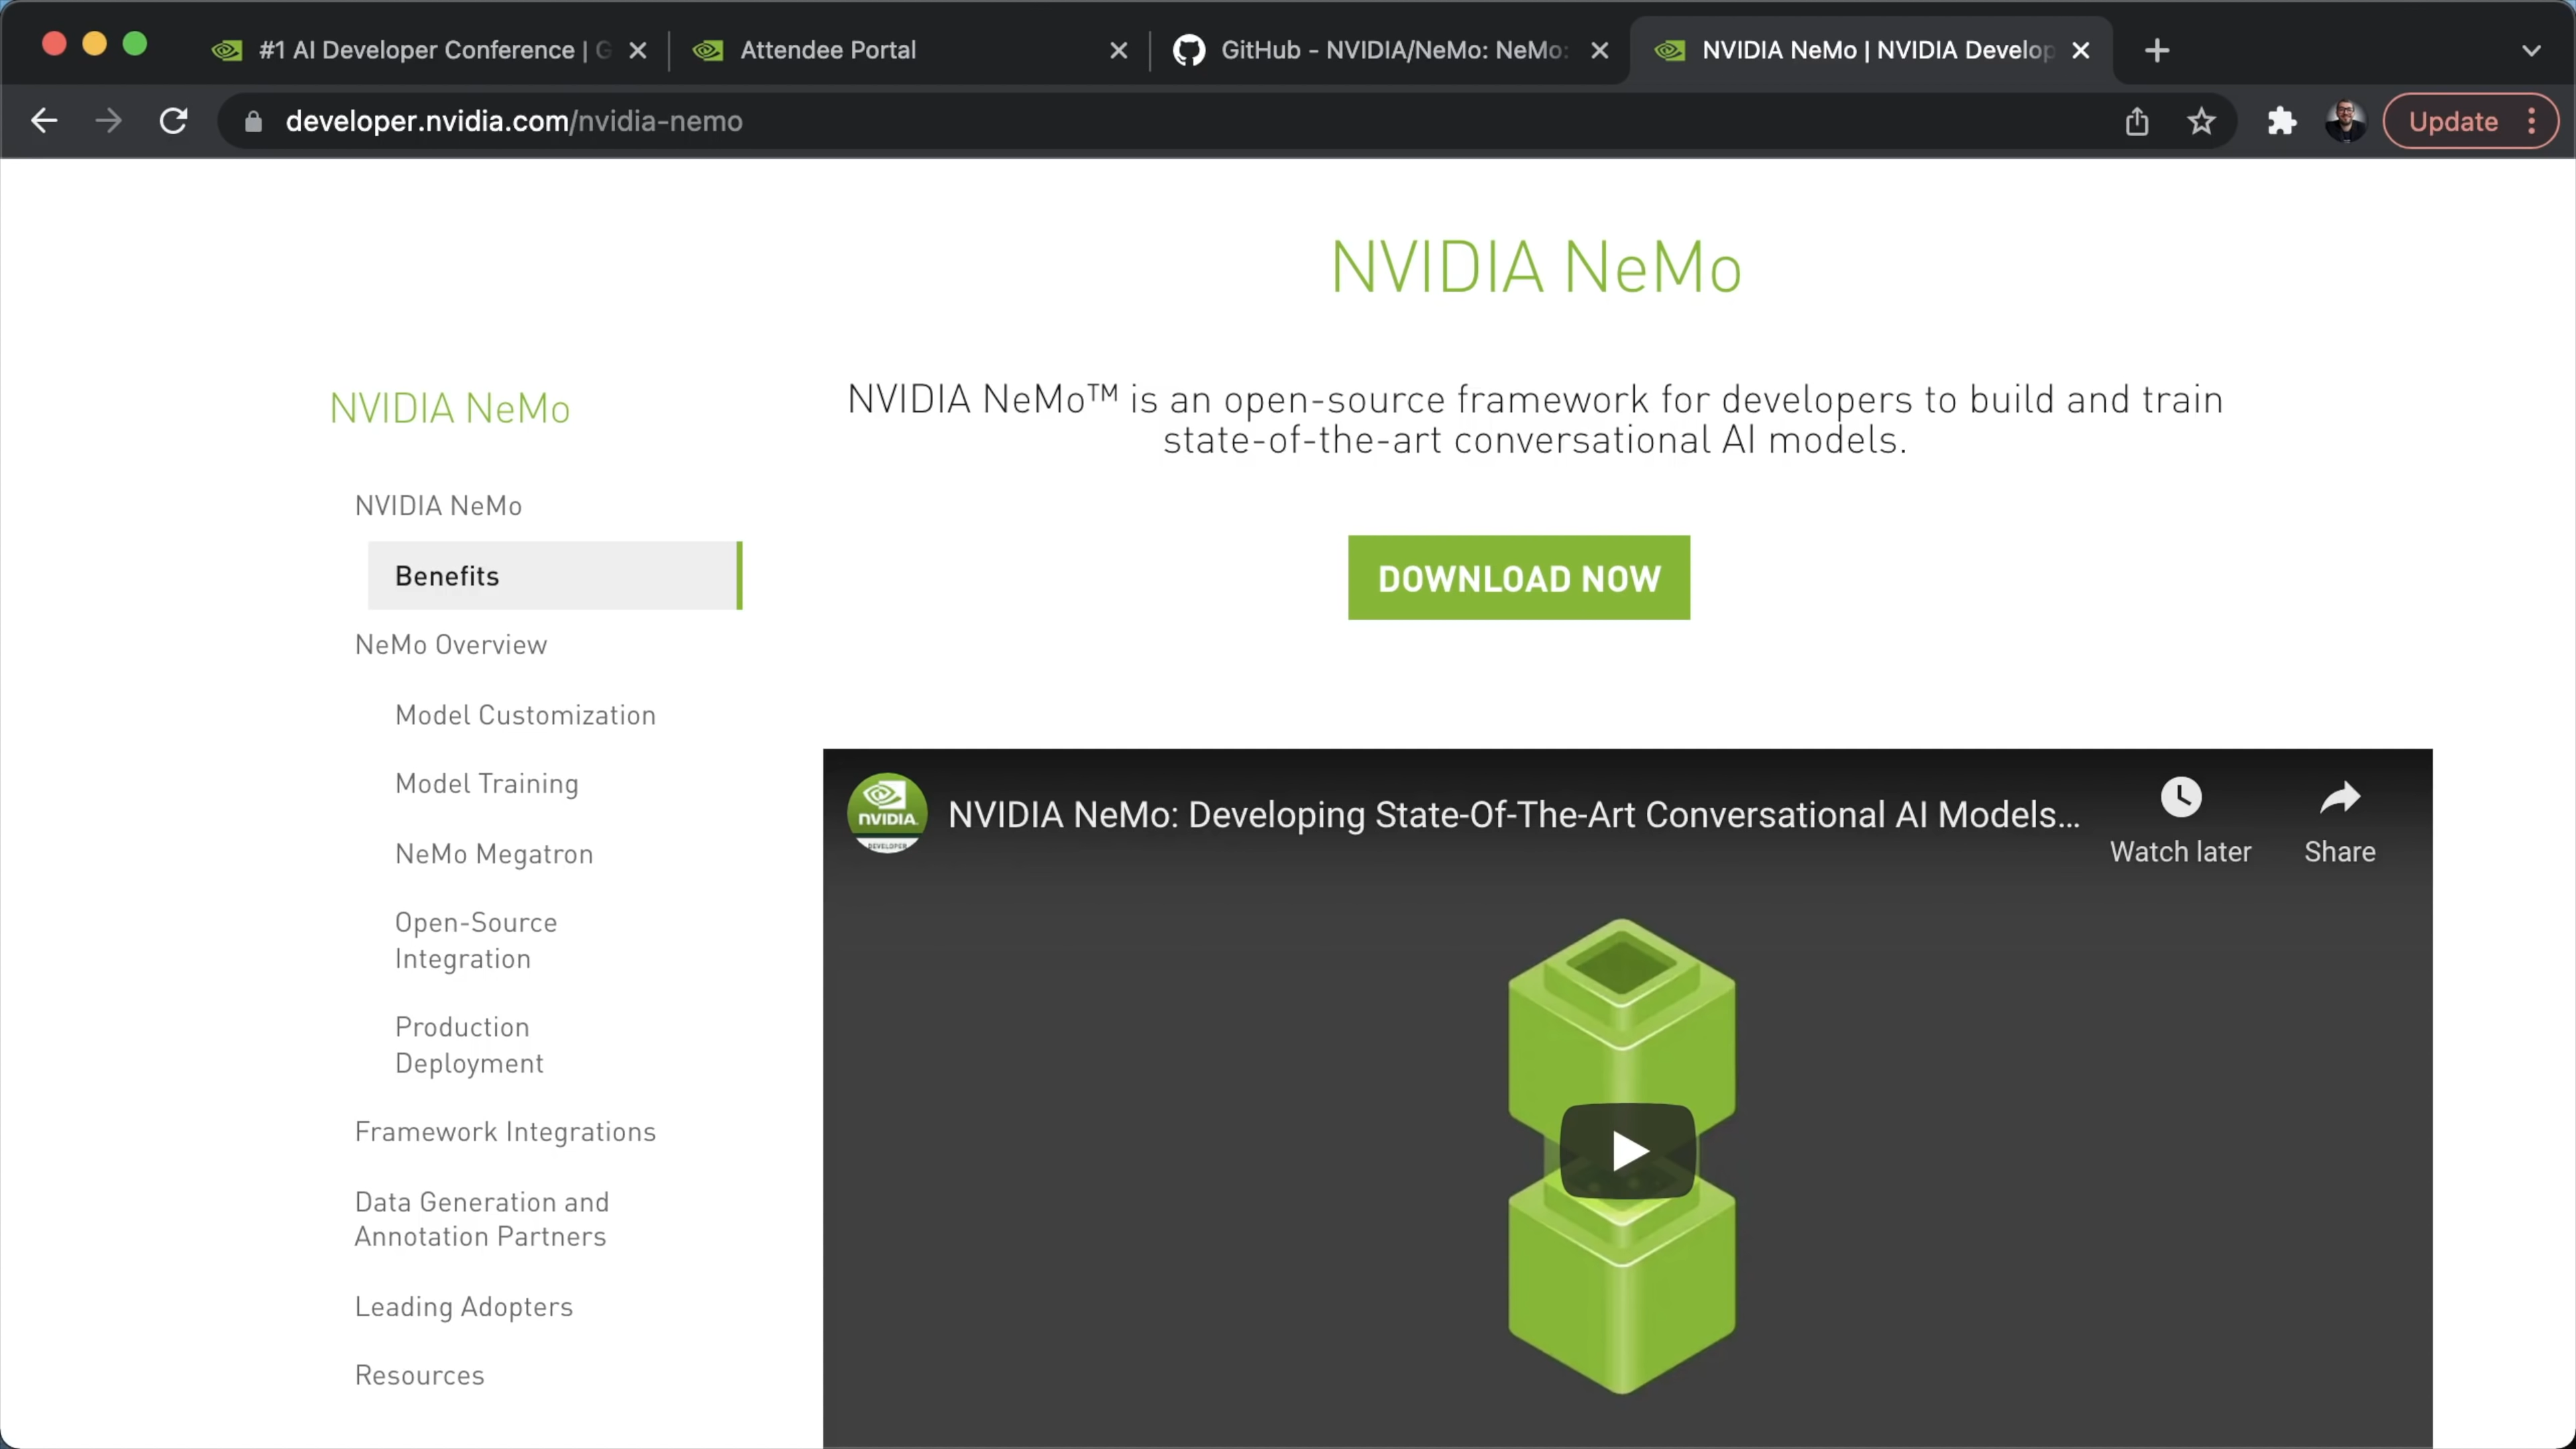 #1 AI Developer Conference | G
Attendee Portal
GitHub - NVIDIA/NeMo: NeMo:
NVIDIA NeMo | NVIDIA Develop
developer.nvidia.com/nvidia-nemo
Update
NVIDIA NeMo
NVIDIA NeMo™ is an open-source framework for developers to build and train
state-of-the-art conversational AI models.
DOWNLOAD NOW
NVIDIA NeMo
NVIDIA NeMo
Benefits
NeMo Overview
Model Customization
Model Training
NeMo Megatron
Open-Source
Integration
Production
Deployment
Framework Integrations
Data Generation and
Annotation Partners
Leading Adopters
Resources
NVIDIA.
DEVELOPER
NVIDIA NeMo: Developing State-Of-The-Art Conversational AI Models...
Watch later
Share